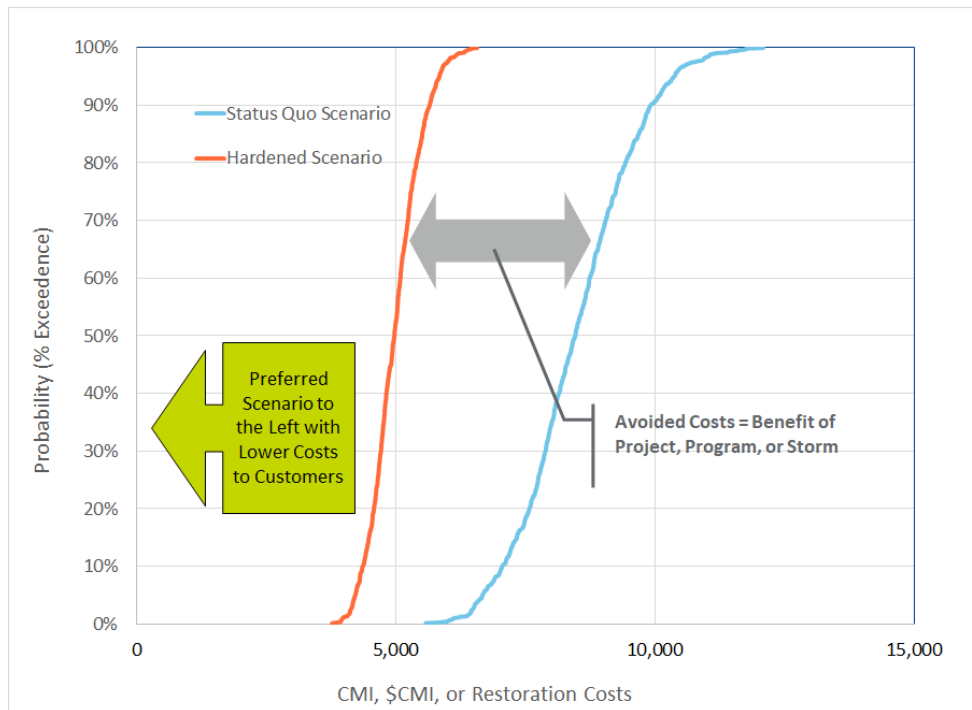 100%
90%
80%
70%
60%
50%
40%
30%
20%
10%
0%
Probability (% Exceedence)
Status Quo Scenario
Hardened Scenario
Preferred
Scenario to
the Left with
Lower Costs
to Customers
Avoided Costs = Benefit of
Project, Program, or Storm
0
5,000
10,000
15,000
CMI, $CMI, or Restoration Costs